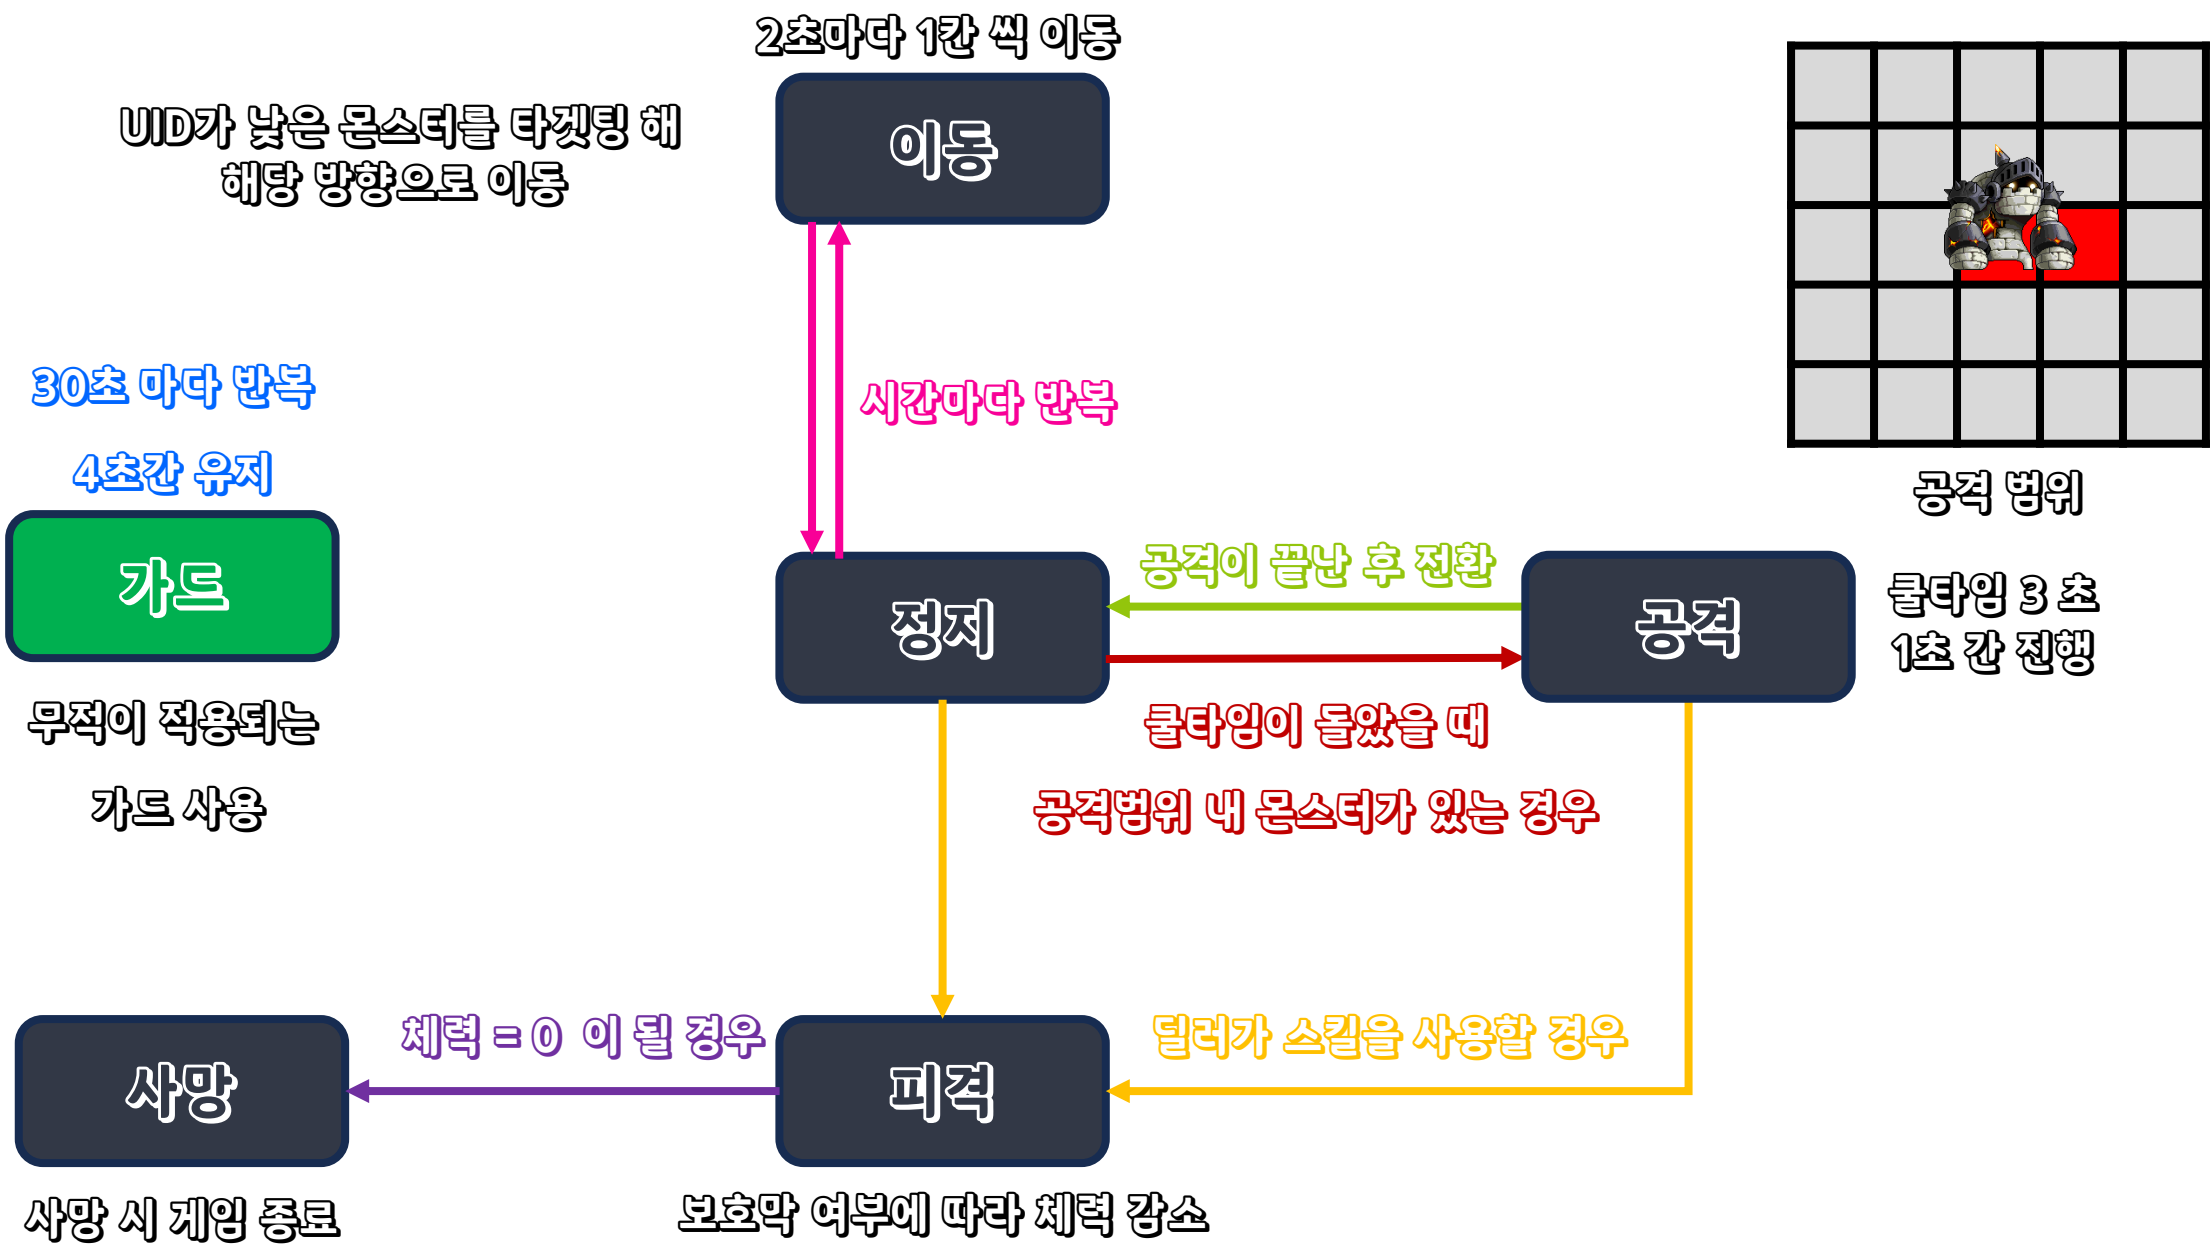 2초마다 1칸 씩 이동
이동
UID가 낮은 몬스터를 타겟팅 해
해당 방향으로 이동
30초 마다 반복
4초간 유지
가드
무적이 적용되는
가드 사용
시간마다 반복
공격 범위
정지
공격이 끝난 후 전환
공격
쿨타임 3 초
1초 간 진행
쿨타임이 돌았을 때
공격범위 내 몬스터가 있는 경우
체력 = 0 이 될 경우
딜러가 스킬을 사용할 경우
사망
피격
사망 시 게임 종료
보호막 여부에 따라 체력 감소